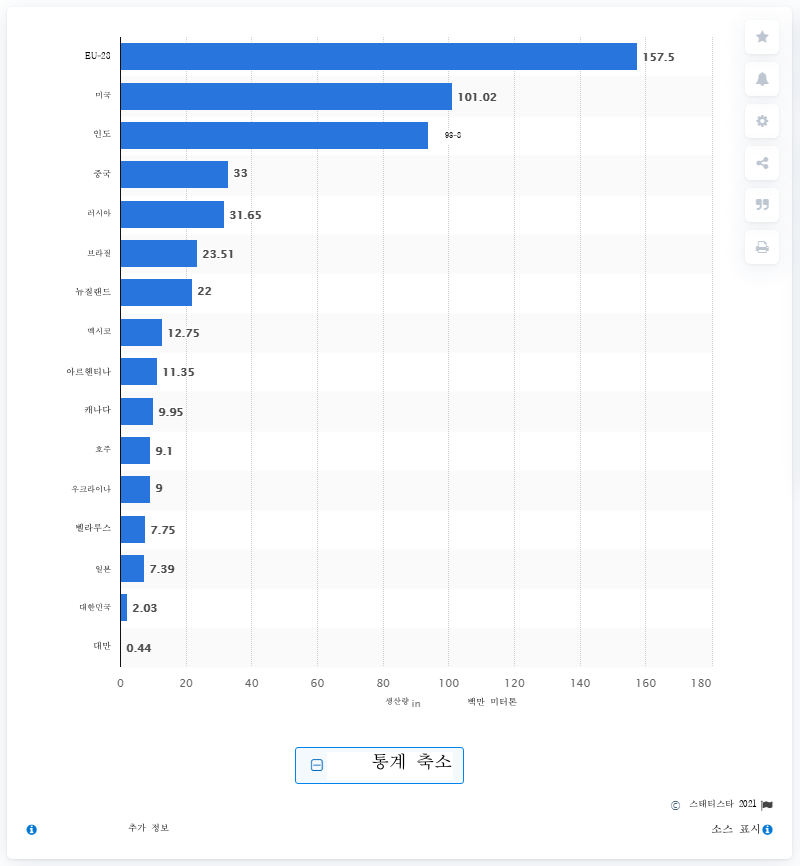 EU-28 157.5
미국 101.02
인도 93-8
중국 33
러시아 31.65
브라질 23.51
뉴질랜드 22
멕시코 12.75
아르헨티나 11.35
캐나다 9.95
호주 9.1
우크라이나 9
벨라루스 7.75
일본 7.39
대한민국 2.03
대만 0.44
0 20 40 60 80 100 120 140 160 180
생산량 in 백만 미터톤
통계 축소
© 스태티스타 2021
추가 정보 소스 표시